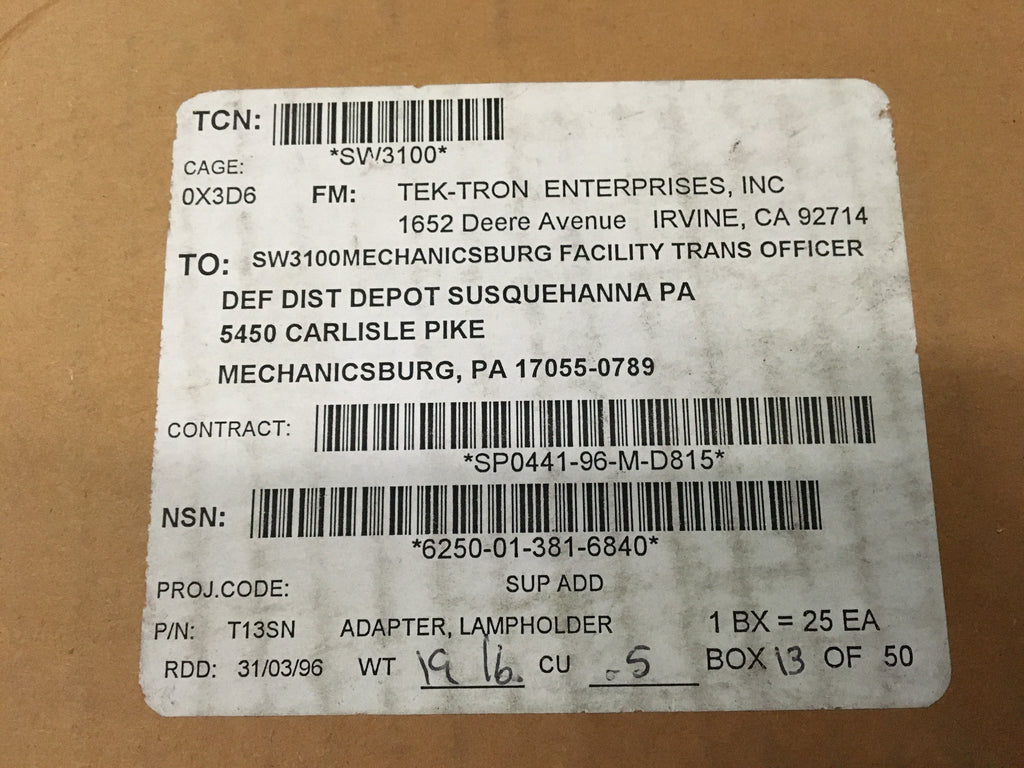 TCN:
*SW3100*
CAGE:
0X3D6 FM: TEK-TRON ENTERPRISES, INC
1652 Deere Avenue IRVINE, CA 92714
TO: SW3100MECHANICSBURG FACILITY TRANS OFFICER
DEF DIST DEPOT SUSQUEHANNA PA
5450 CARLISLE PIKE
MECHANICSBURG, PA 17055-0789
CONTRACT:
*SP0441-96-M-D815*
NSN:
*6250-01-381-6840*
PROJ.CODE: SUP ADD
P/N: T13SN ADAPTER, LAMPHOLDER 1 BX = 25 EA
RDD: 31/03/96 WT 19 lb. CU .5 BOX 13 OF 50